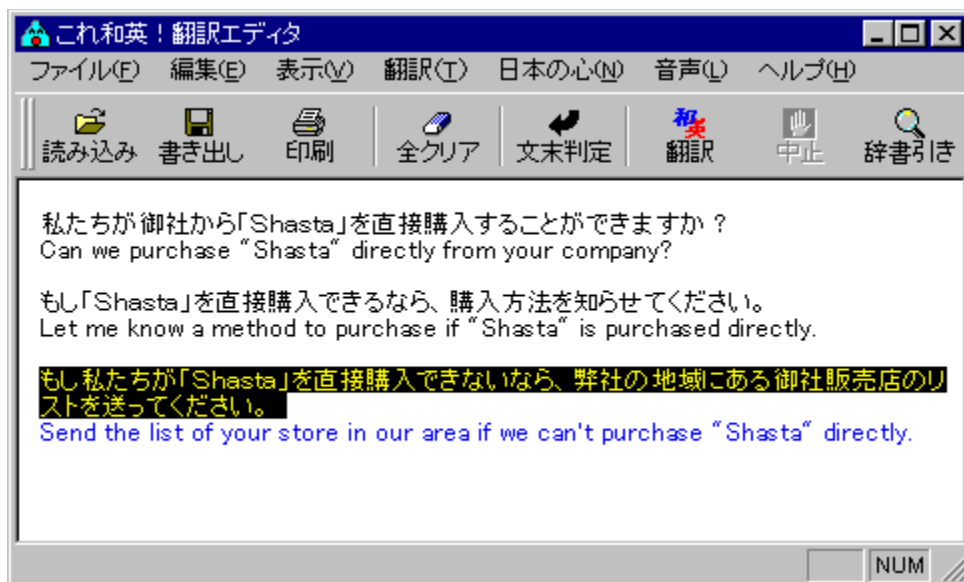 これ和英！翻訳エディタ
ファイル(F) 編集(E) 表示(V) 翻訳(T) 日本の心(N) 音声(L) ヘルプ(H)
読み込み 書き出し 印刷 全クリア 文末判定 和英 翻訳 中止 辞書引き
私たちが御社から「Shasta」を直接購入することができますか？
Can we purchase "Shasta" directly from your company?
もし「Shasta」を直接購入できるなら、購入方法を知らせてください。
Let me know a method to purchase if "Shasta" is purchased directly.
もし私たちが「Shasta」を直接購入できないなら、弊社の地域にある御社販売店のリ
ストを送ってください。
Send the list of your store in our area if we can't purchase "Shasta" directly.
NUM